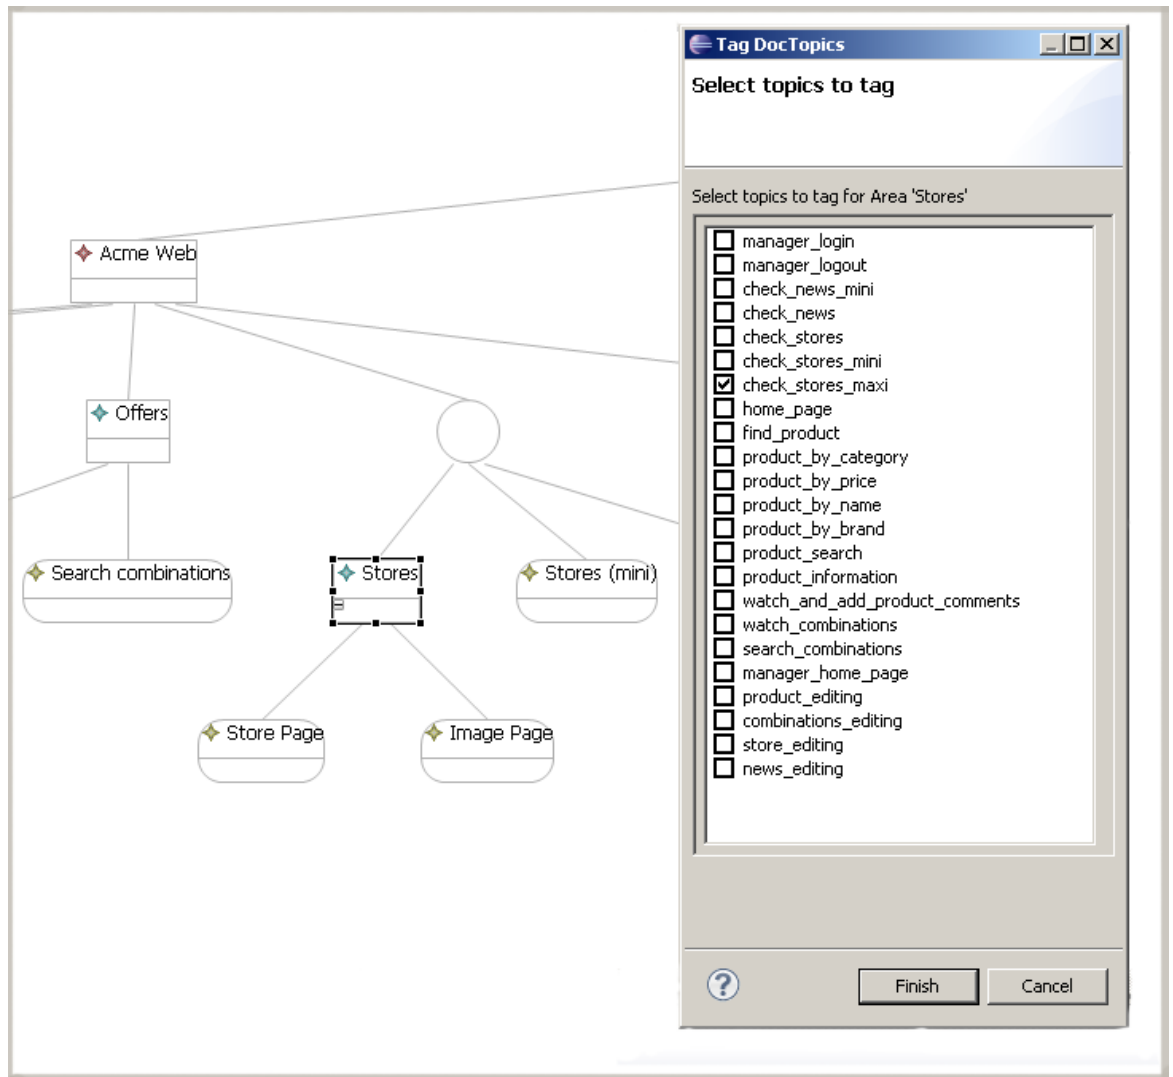 Tag DocTopics
Select topics to tag
Select topics to tag for Area 'Stores'
manager_login
manager_logout
check_news_mini
check_news
check_stores
check_stores_mini
check_stores_maxi
home_page
find_product
product_by_category
product_by_price
product_by_name
product_by_brand
product_search
product_information
watch_and_add_product_comments
watch_combinations
search_combinations
manager_home_page
product_editing
combinations_editing
store_editing
news_editing
Finish
Cancel
Acme Web
Offers
Search combinations
Stores
Stores (mini)
Store Page
Image Page